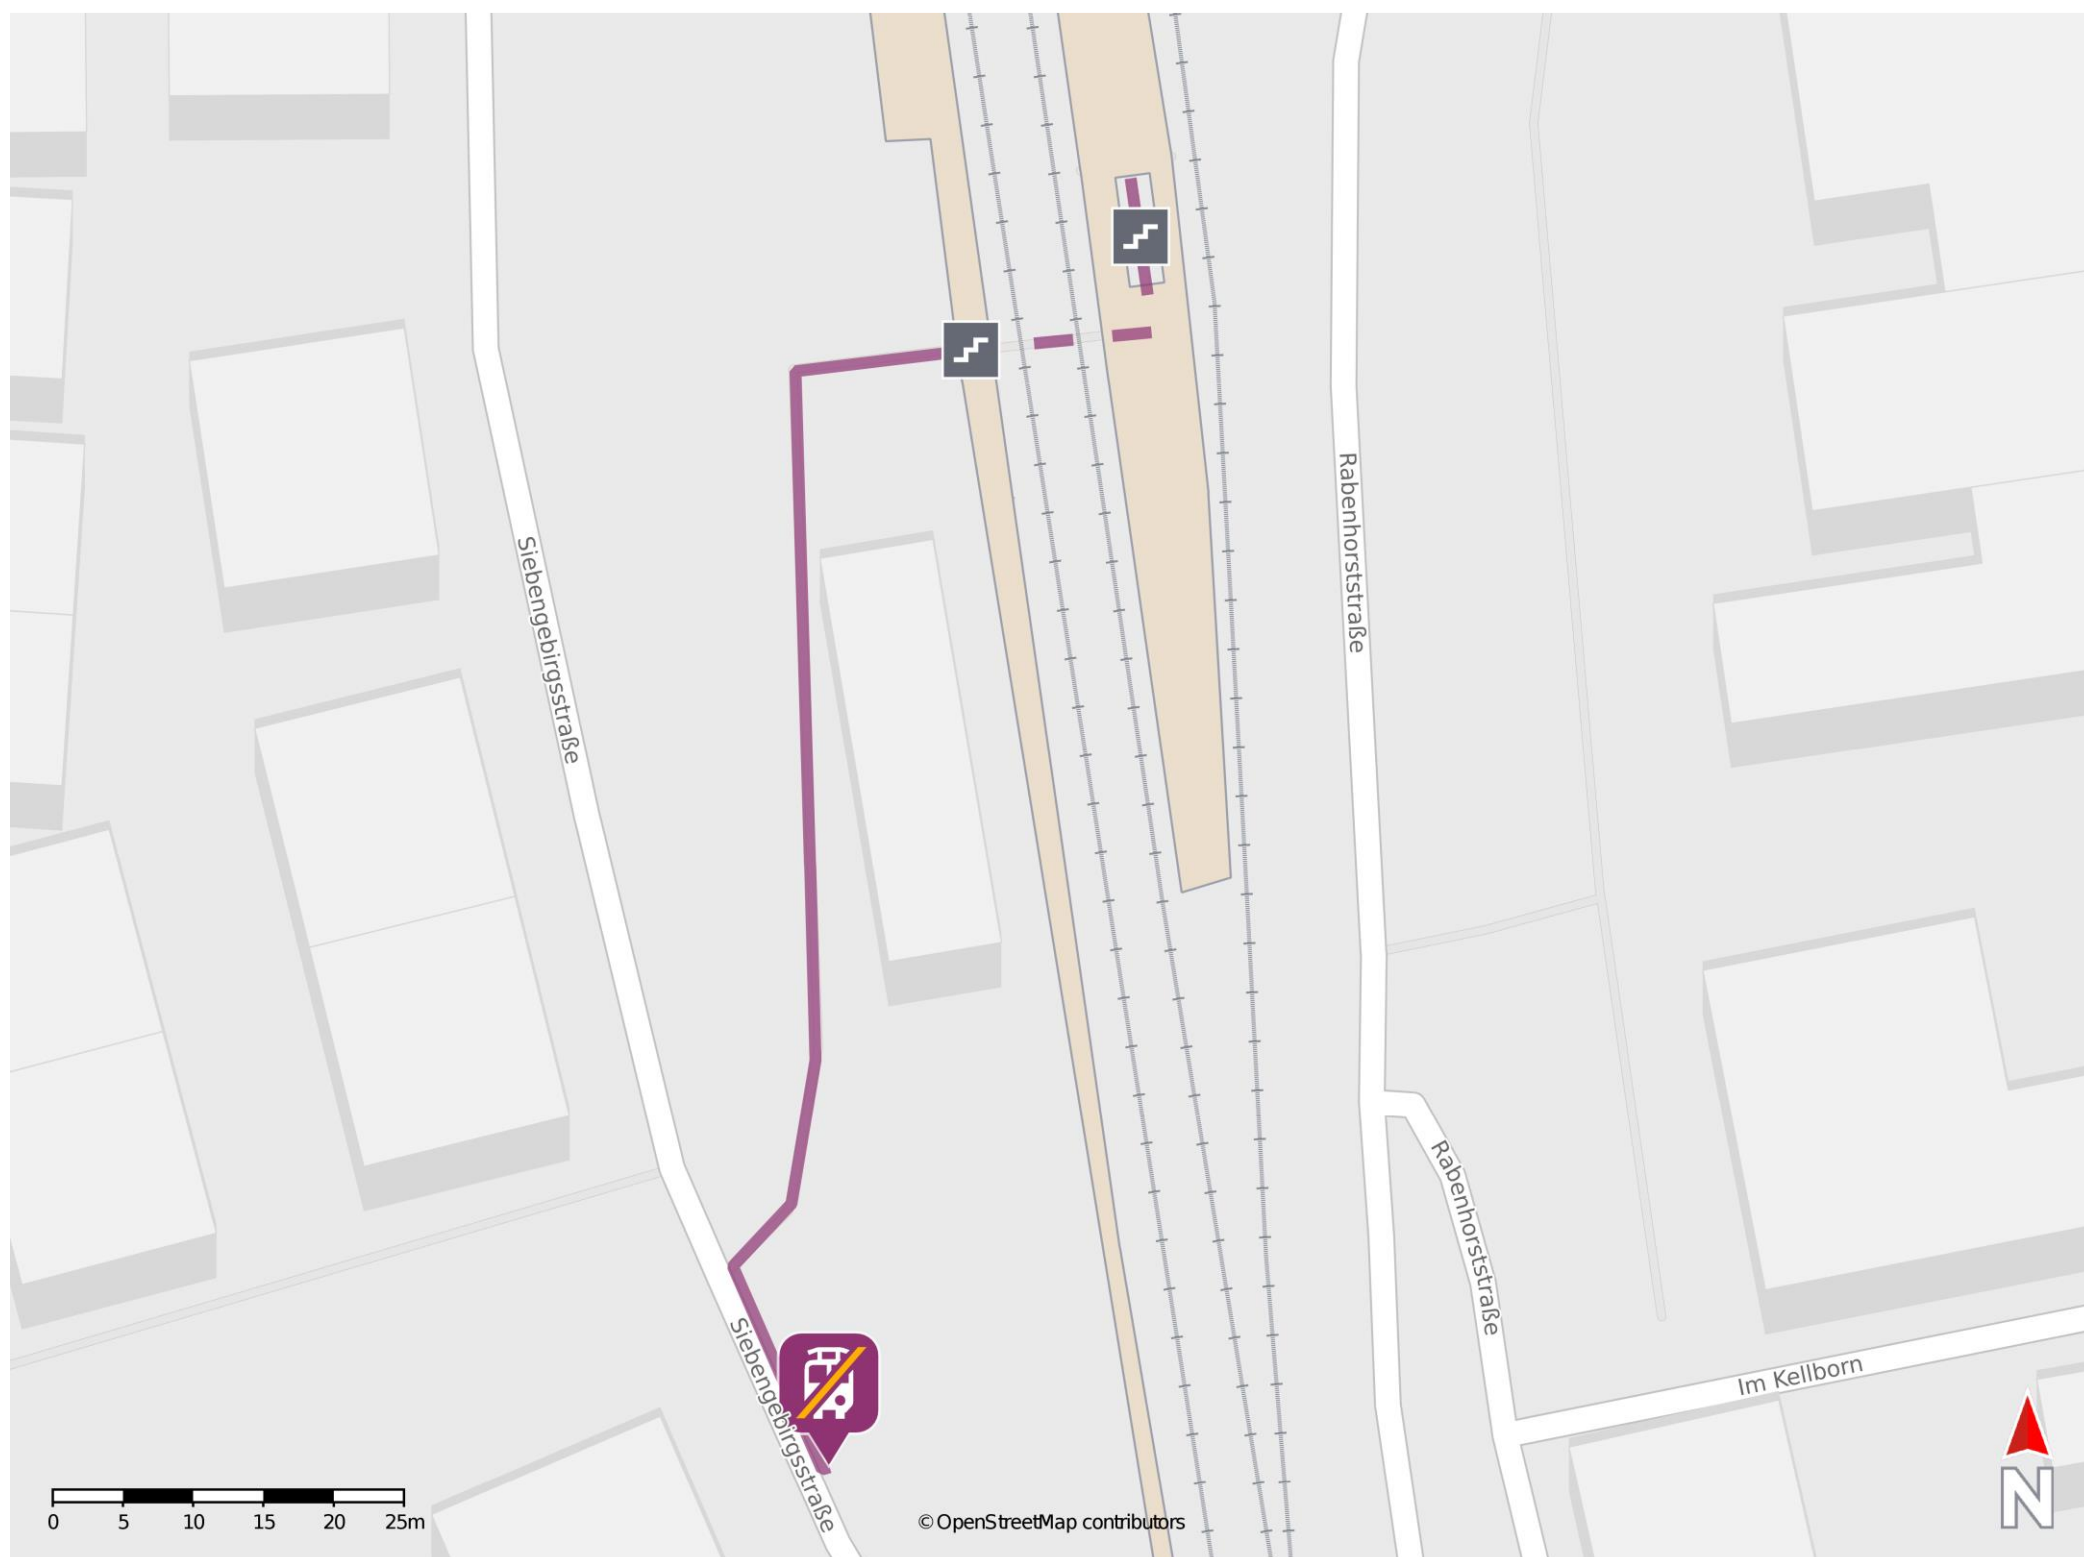 Rabenhorststraße
Siebengebirgsstraße
Rabenhorststraße
Siebengebirgsstraße
Im Kellborn
0 5 10 15 20 25m
© OpenStreetMap contributors
N